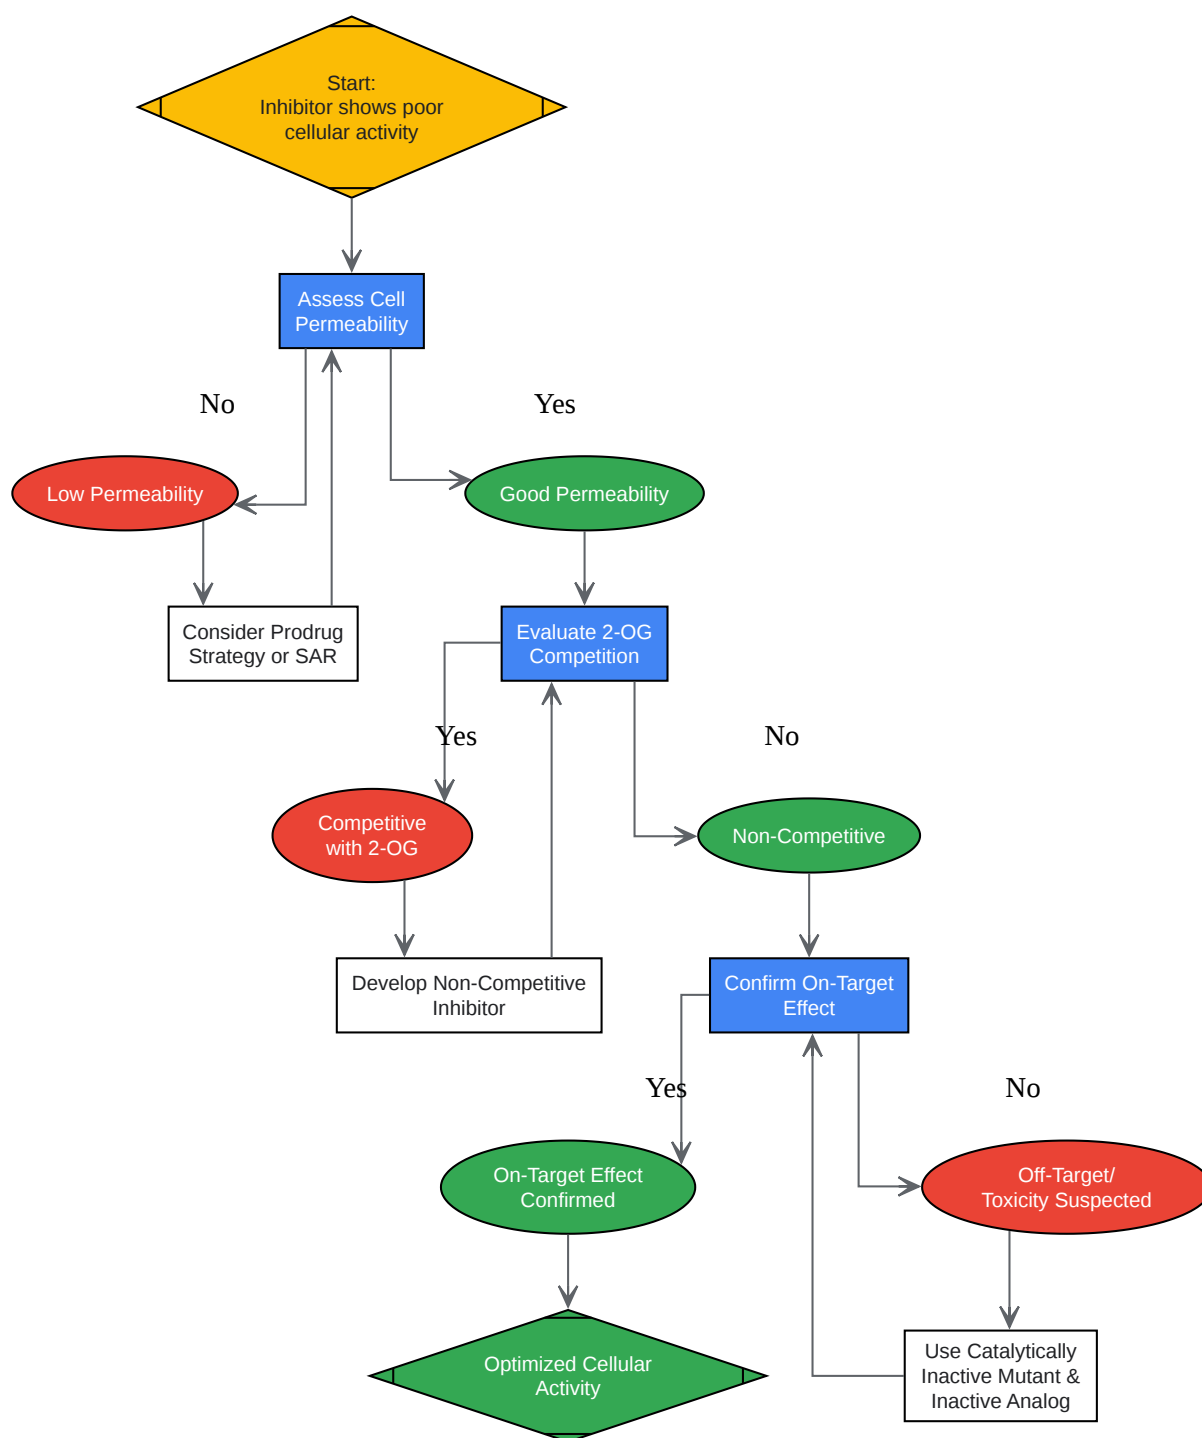 Start:
Inhibitor shows poor
cellular activity
Assess Cell
Permeability
No
Yes
Low Permeability
Good Permeability
Consider Prodrug
Strategy or SAR
Evaluate 2-OG
Competition
Yes
No
Competitive
with 2-OG
Non-Competitive
Develop Non-Competitive
Inhibitor
Confirm On-Target
Effect
Yes
No
On-Target Effect
Confirmed
Off-Target/
Toxicity Suspected
Optimized Cellular
Activity
Use Catalytically
Inactive Mutant &
Inactive Analog